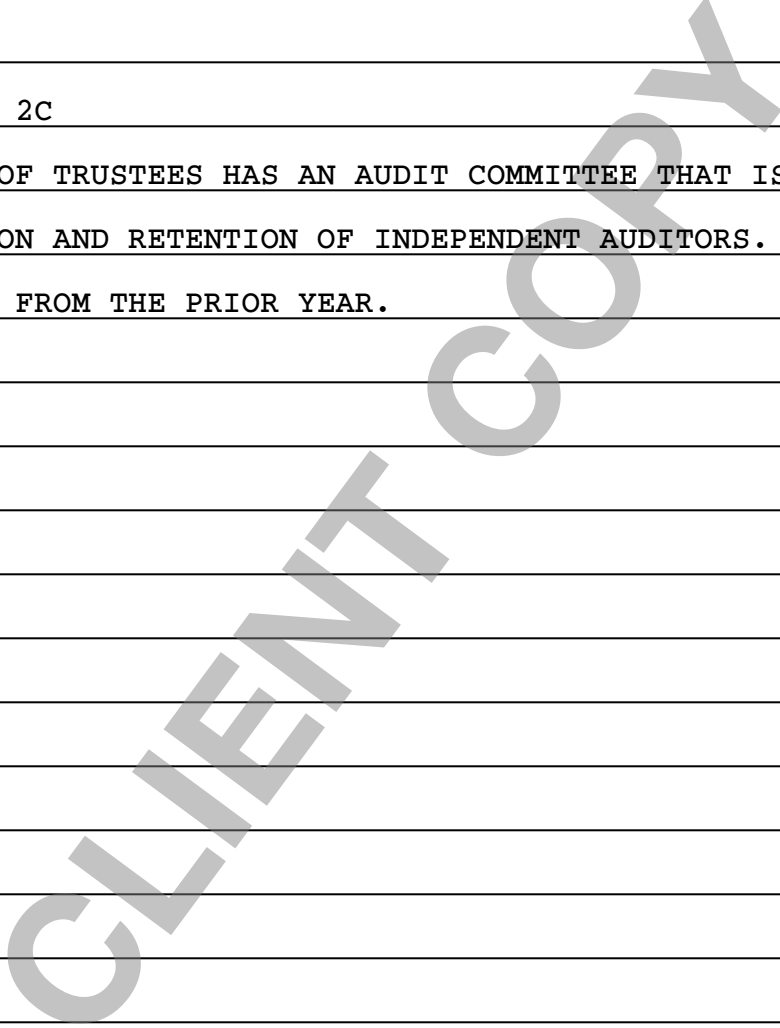 2C
OF TRUSTEES HAS AN AUDIT COMMITTEE THAT IS
ON AND RETENTION OF INDEPENDENT AUDITORS.
FROM THE PRIOR YEAR.
CLIENT COPY